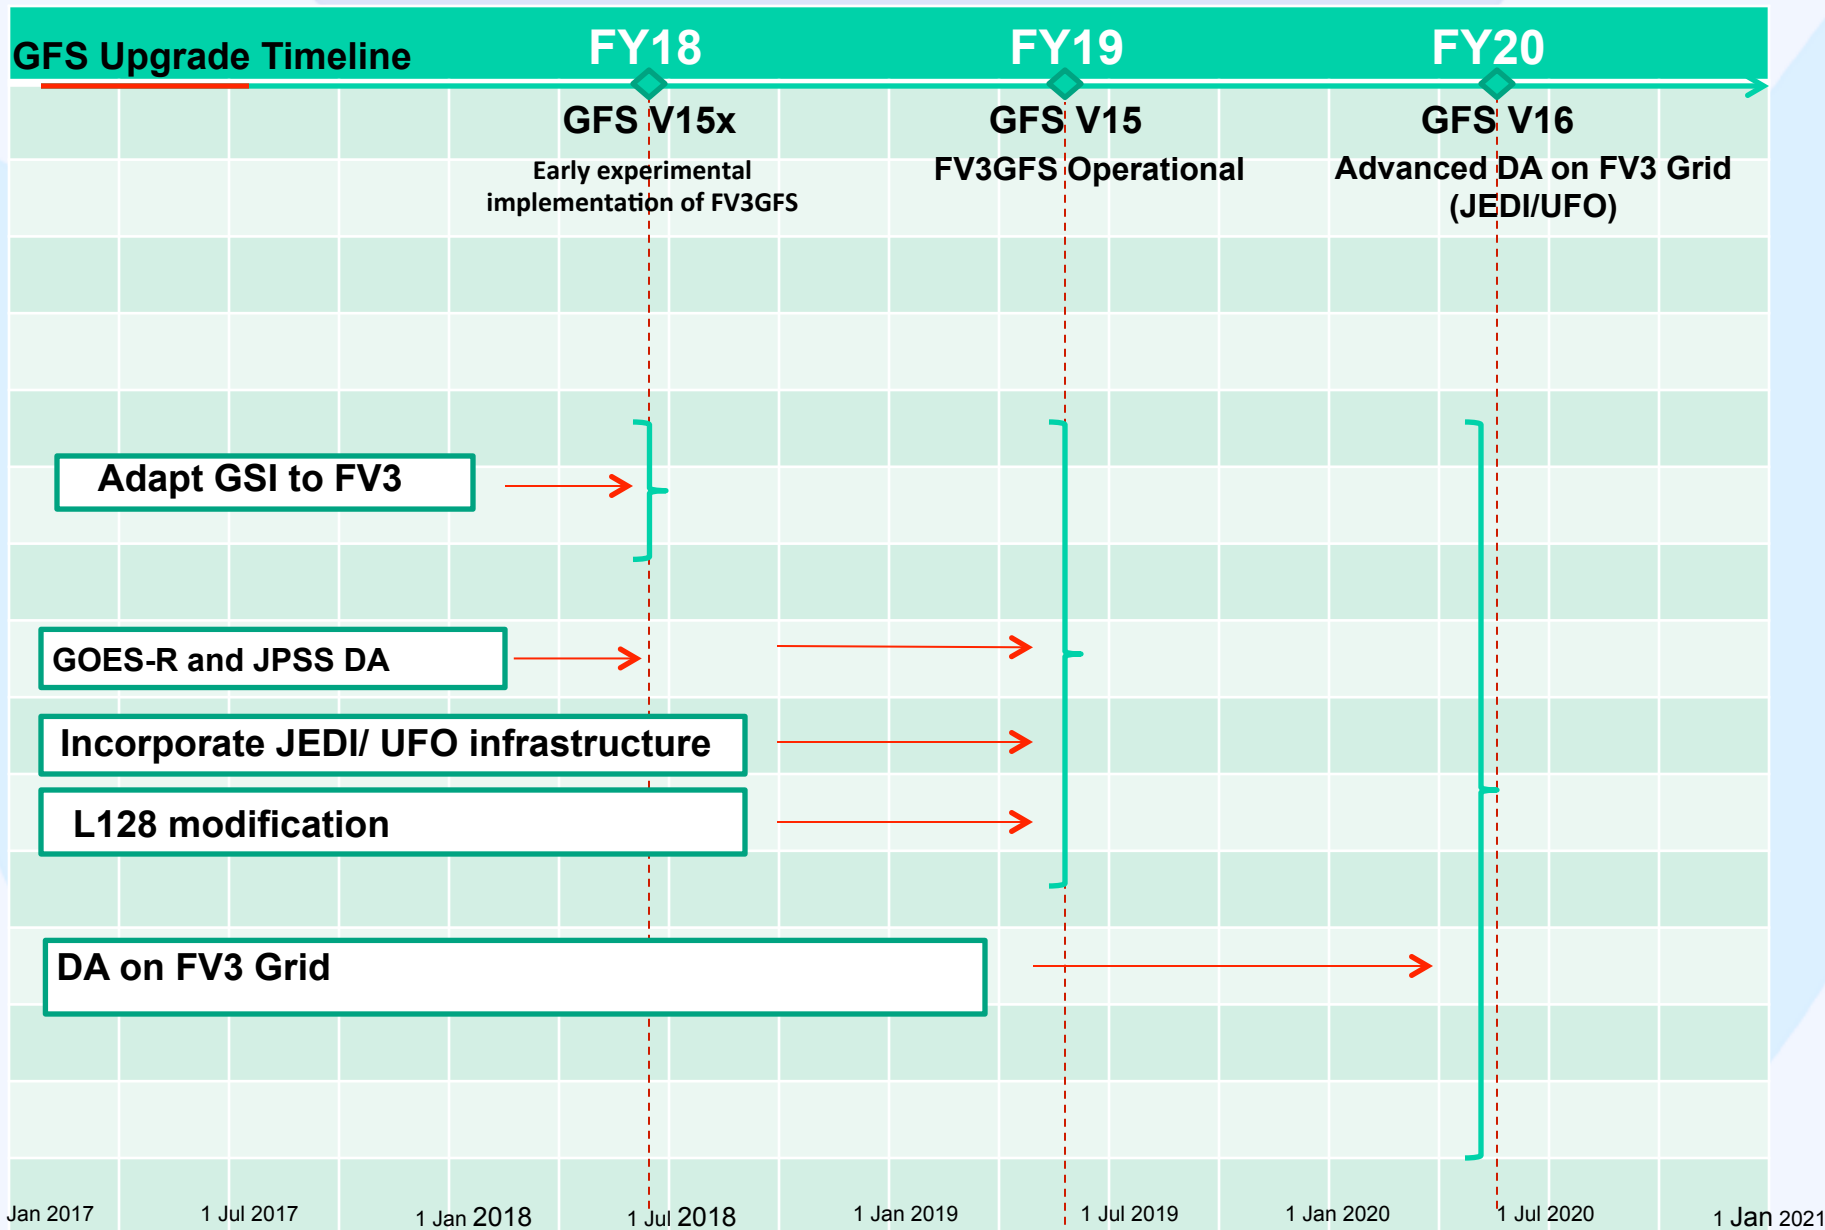 GFS Upgrade Timeline
FY18
FY19
FY20
GFS V15x
GFS V15
GFS V16
Early experimental
implementation of FV3GFS
FV3GFS Operational
Advanced DA on FV3 Grid
(JEDI/UFO)
Adapt GSI to FV3
GOES-R and JPSS DA
Incorporate JEDI/ UFO infrastructure
L128 modification
DA on FV3 Grid
Jan 2017
1 Jul 2017
1 Jan 2018
1 Jul 2018
1 Jan 2019
1 Jul 2019
1 Jan 2020
1 Jul 2020
1 Jan 2021